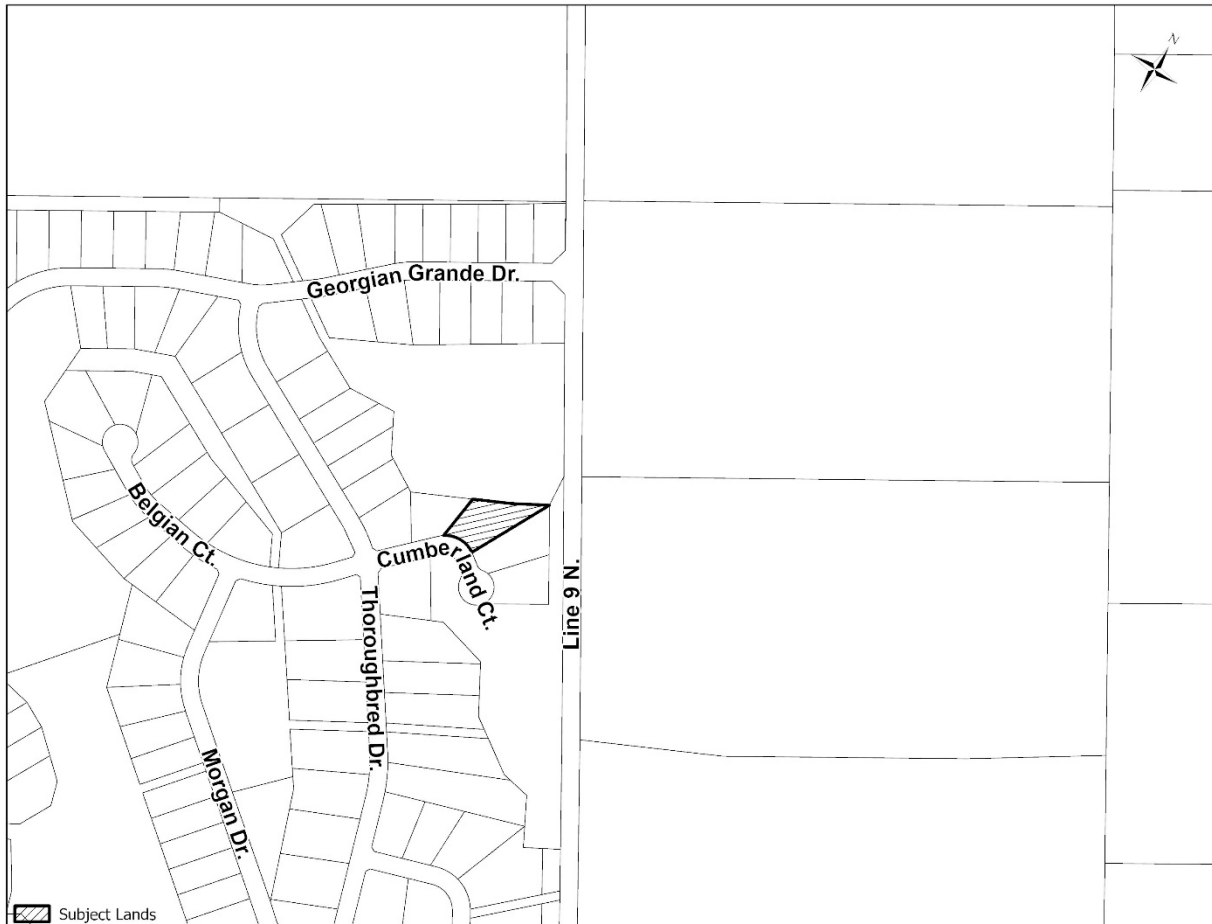 N
Georgian Grande Dr.
Belgian Ct.
Cumberland Ct.
Line 9 N.
Thoroughbred Dr.
Morgan Dr.
Subject Lands